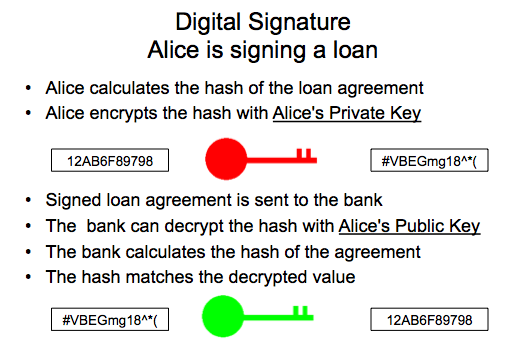 Digital Signature
Alice is signing a loan
• Alice calculates the hash of the loan agreement
• Alice encrypts the hash with Alice's Private Key
12AB6F89798 #VBEGmg18^*(
• Signed loan agreement is sent to the bank
• The  bank can decrypt the hash with Alice's Public Key
• The bank calculates the hash of the agreement
• The hash matches the decrypted value
#VBEGmg18^*( 12AB6F89798